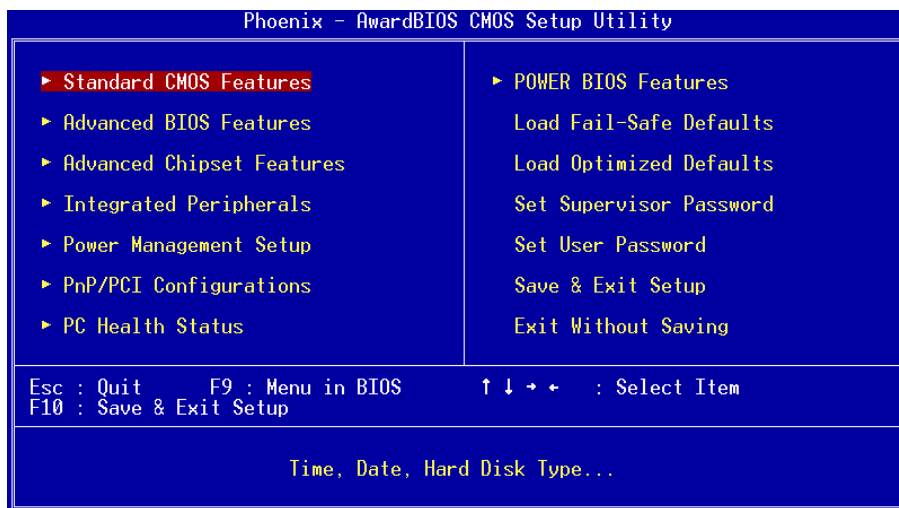 Phoenix - AwardBIOS CMOS Setup Utility
► Standard CMOS Features
► Advanced BIOS Features
► Advanced Chipset Features
► Integrated Peripherals
► Power Management Setup
► PnP/PCI Configurations
► PC Health Status
► POWER BIOS Features
Load Fail-Safe Defaults
Load Optimized Defaults
Set Supervisor Password
Set User Password
Save & Exit Setup
Exit Without Saving
Esc : Quit F9 : Menu in BIOS ↑ ↓ → ← : Select Item
F10 : Save & Exit Setup
Time, Date, Hard Disk Type...